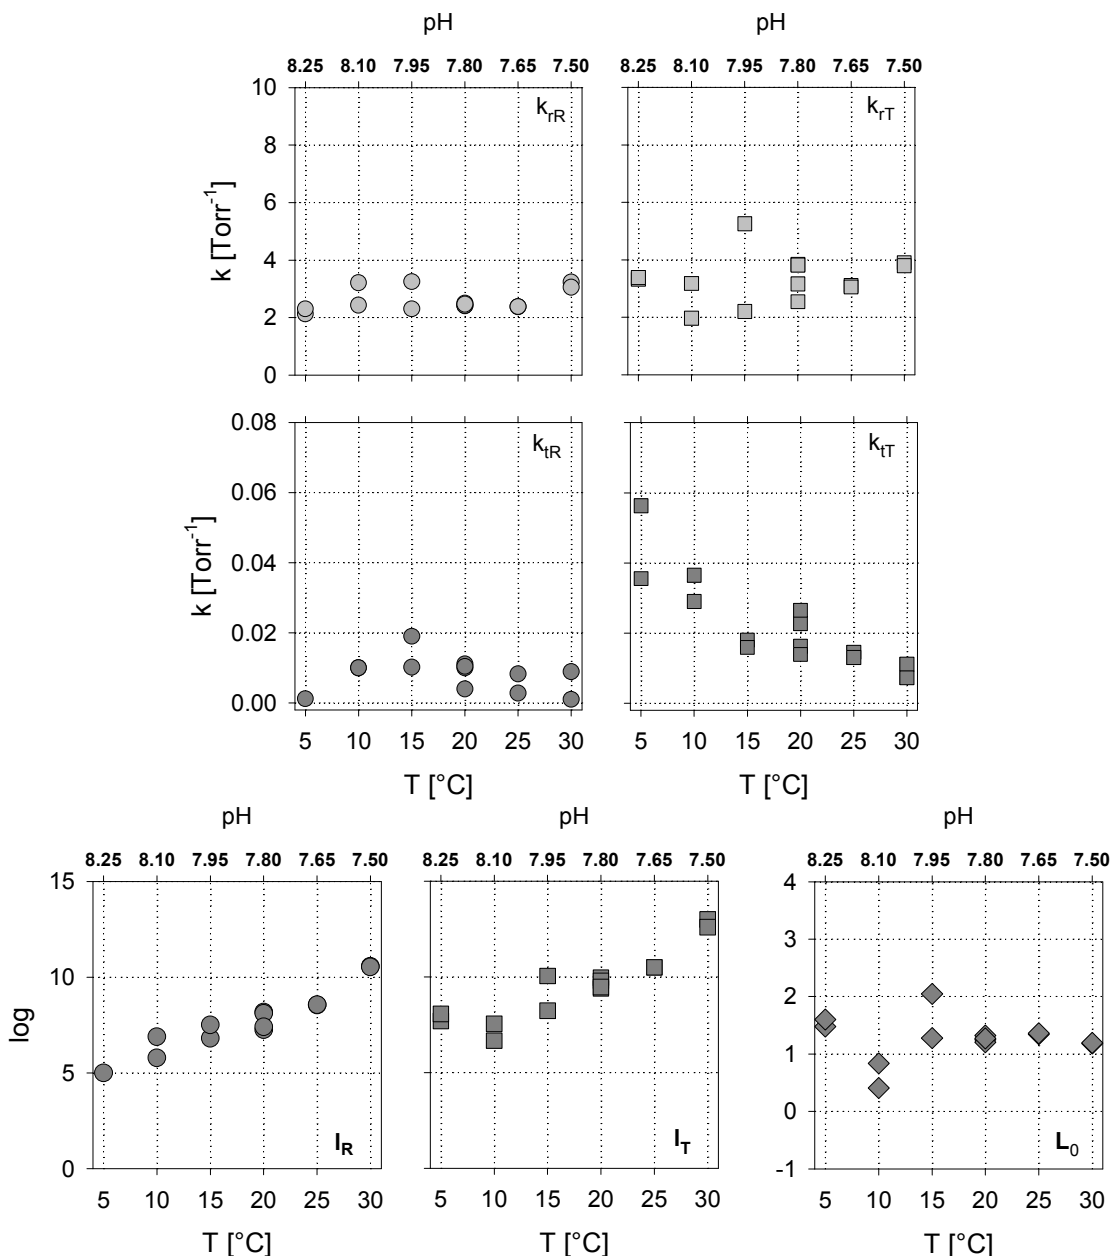 pH pH
8.25 8.10 7.95 7.80 7.65 7.50 8.25 8.10 7.95 7.80 7.65 7.50
10
k_rR k_rT
8
6
4
2
0
k [Torr⁻¹]
0.08
k_tR k_tT
0.06
0.04
0.02
0.00
k [Torr⁻¹]
5 10 15 20 25 30 5 10 15 20 25 30
T [°C] T [°C]
pH pH pH
8.25 8.10 7.95 7.80 7.65 7.50 8.25 8.10 7.95 7.80 7.65 7.50 8.25 8.10 7.95 7.80 7.65 7.50
15 4
3
10 2
log
1
5
0
l_R l_T L₀
0 -1
5 10 15 20 25 30 5 10 15 20 25 30 5 10 15 20 25 30
T [°C] T [°C] T [°C]